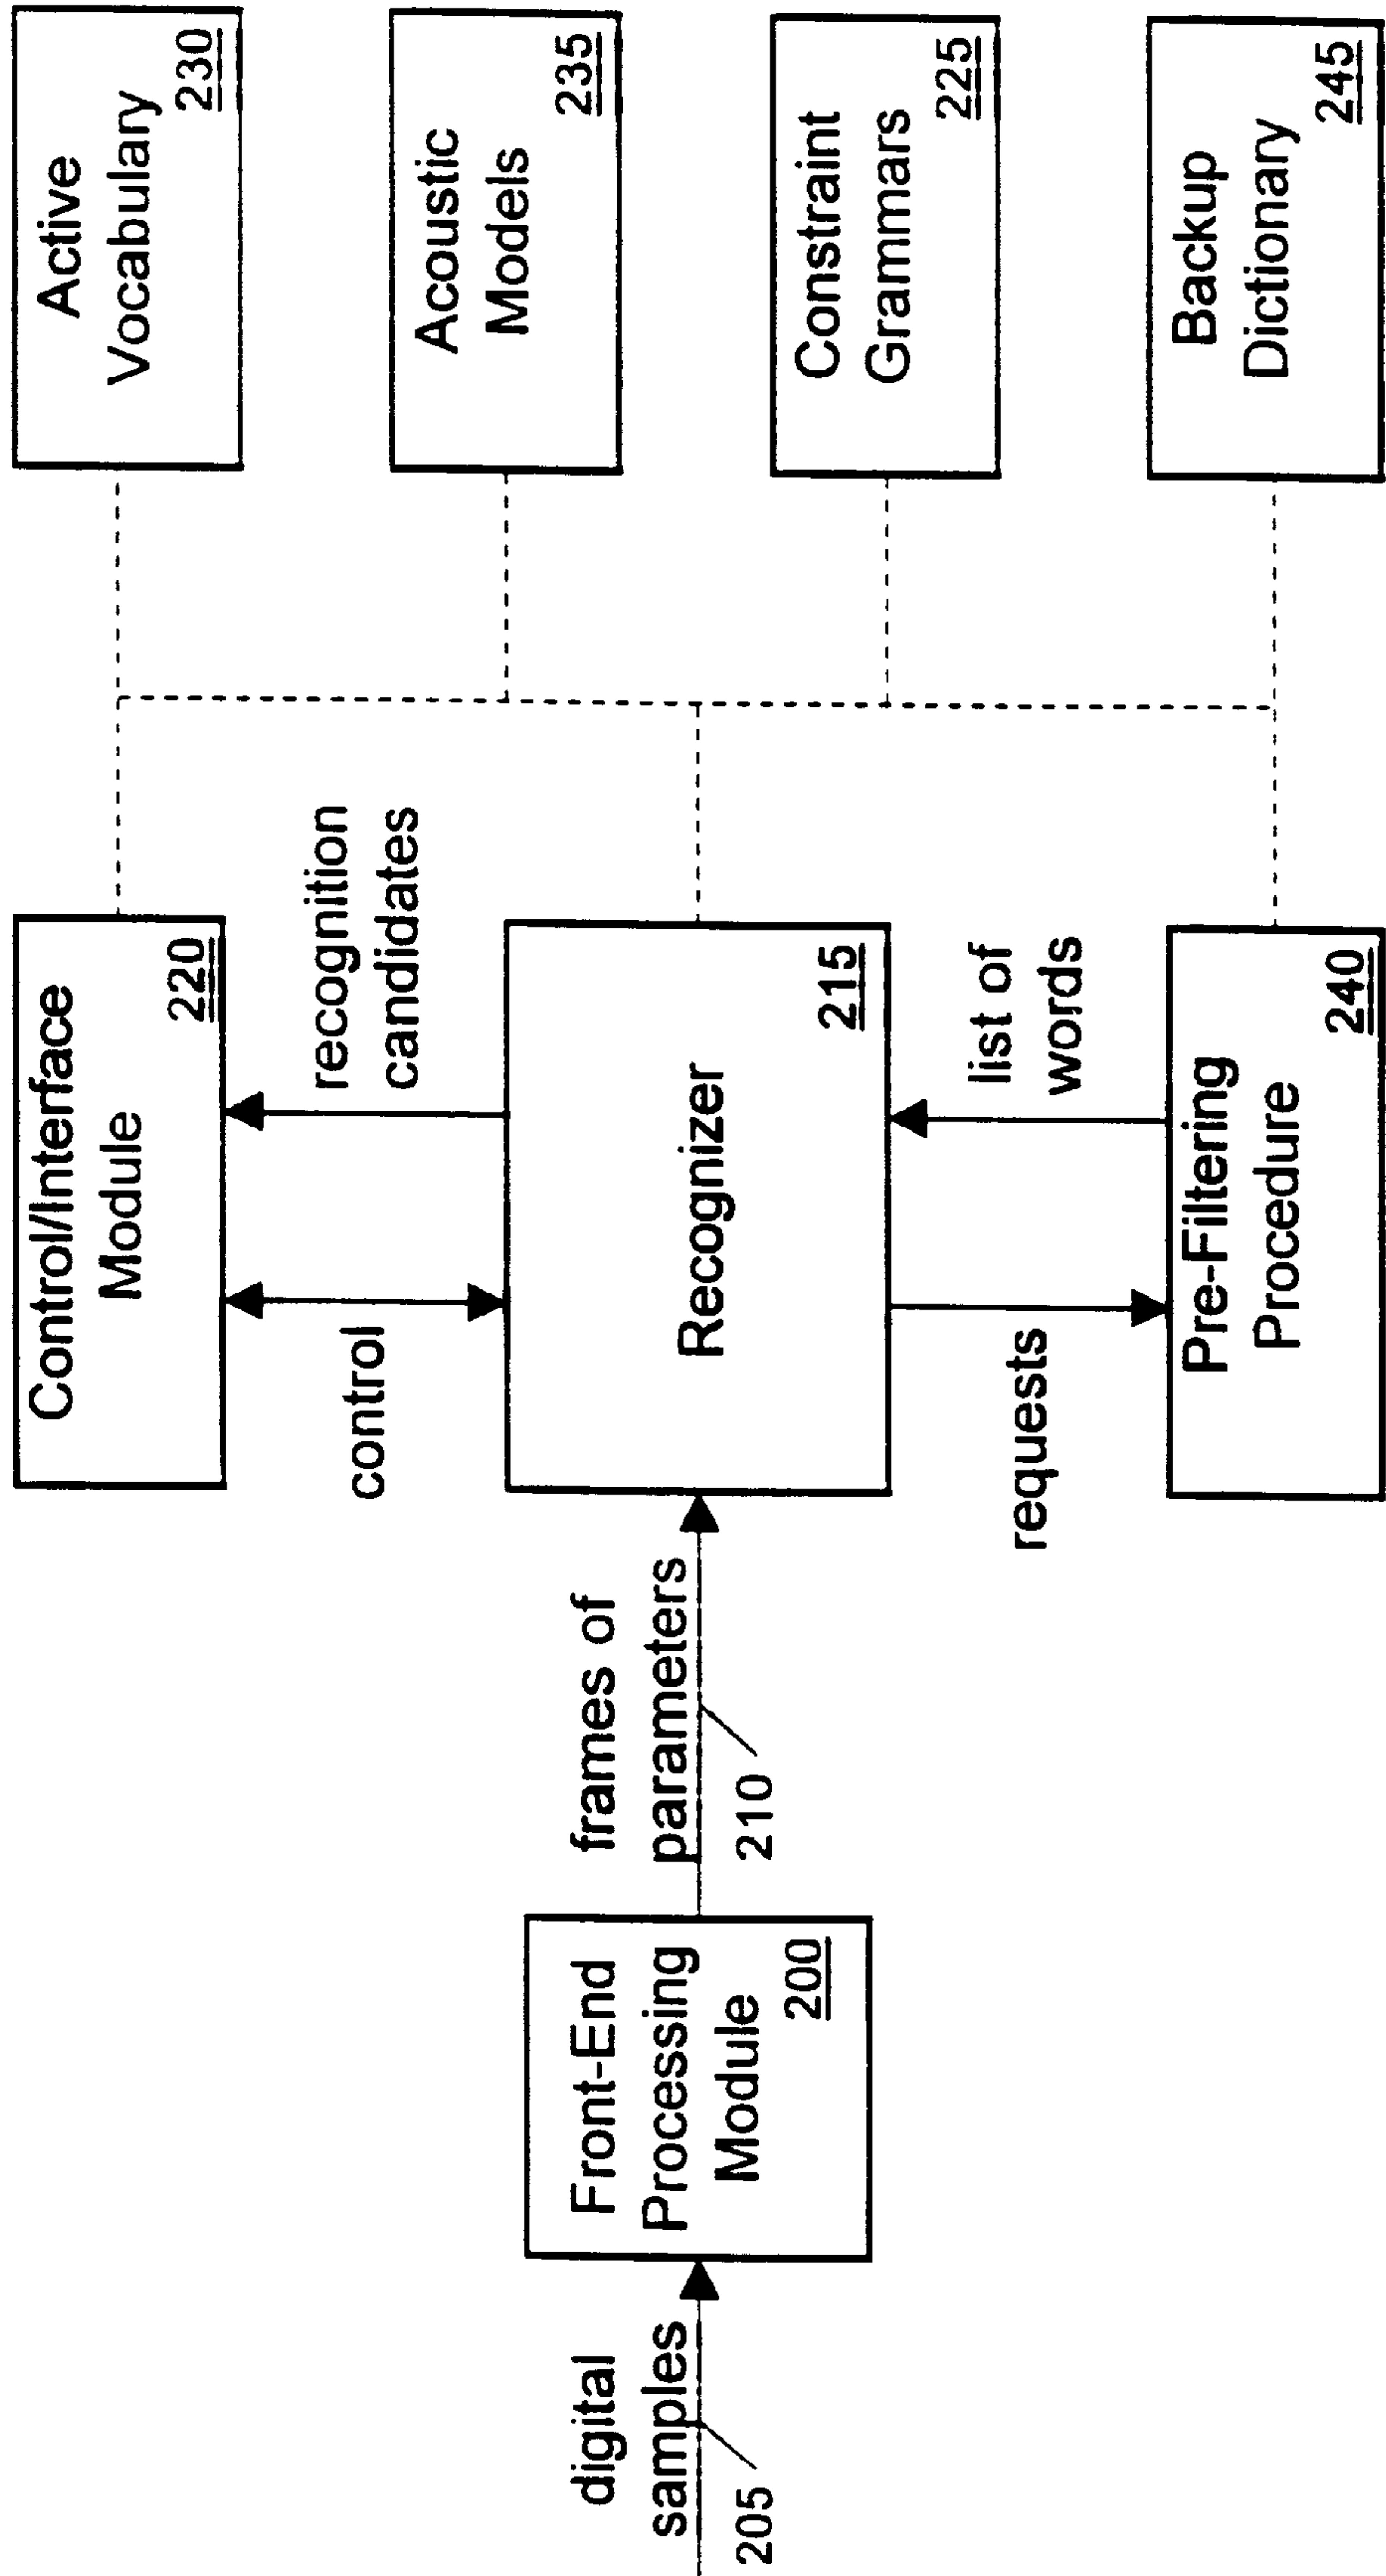 Control/Interface
Module
220
Active
Vocabulary
230
control
recognition
candidates
Acoustic
Models
235
digital
samples
205
Front-End
Processing
Module
200
frames of
parameters
210
Recognizer
215
Constraint
Grammars
225
requests
list of
words
Pre-Filtering
Procedure
240
Backup
Dictionary
245